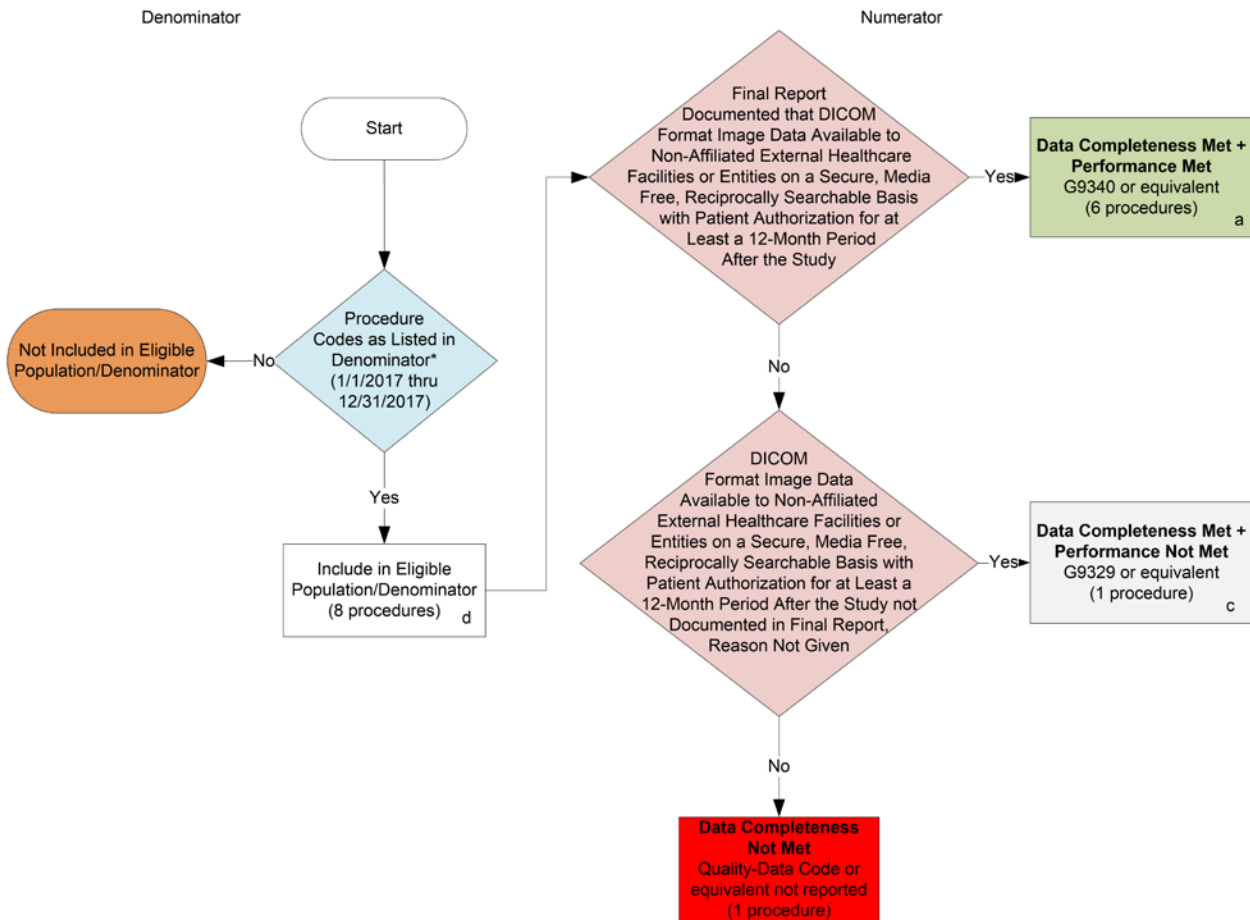 Denominator
Numerator
Start
Procedure
Codes as Listed in
Denominator*
(1/1/2017 thru
12/31/2017)
No
Not Included in Eligible
Population/Denominator
Yes
Include in Eligible
Population/Denominator
(8 procedures)
d
Final Report
Documented that DICOM
Format Image Data Available to
Non-Affiliated External Healthcare
Facilities or Entities on a Secure, Media
Free, Reciprocally Searchable Basis
with Patient Authorization for at
Least a 12-Month Period
After the Study
Yes
Data Completeness Met +
Performance Met
G9340 or equivalent
(6 procedures)
a
No
DICOM
Format Image Data
Available to Non-Affiliated
External Healthcare Facilities or
Entities on a Secure, Media Free,
Reciprocally Searchable Basis with
Patient Authorization for at Least a
12-Month Period After the Study not
Documented in Final Report,
Reason Not Given
Yes
Data Completeness Met +
Performance Not Met
G9329 or equivalent
(1 procedure)
c
No
Data Completeness
Not Met
Quality-Data Code or
equivalent not reported
(1 procedure)